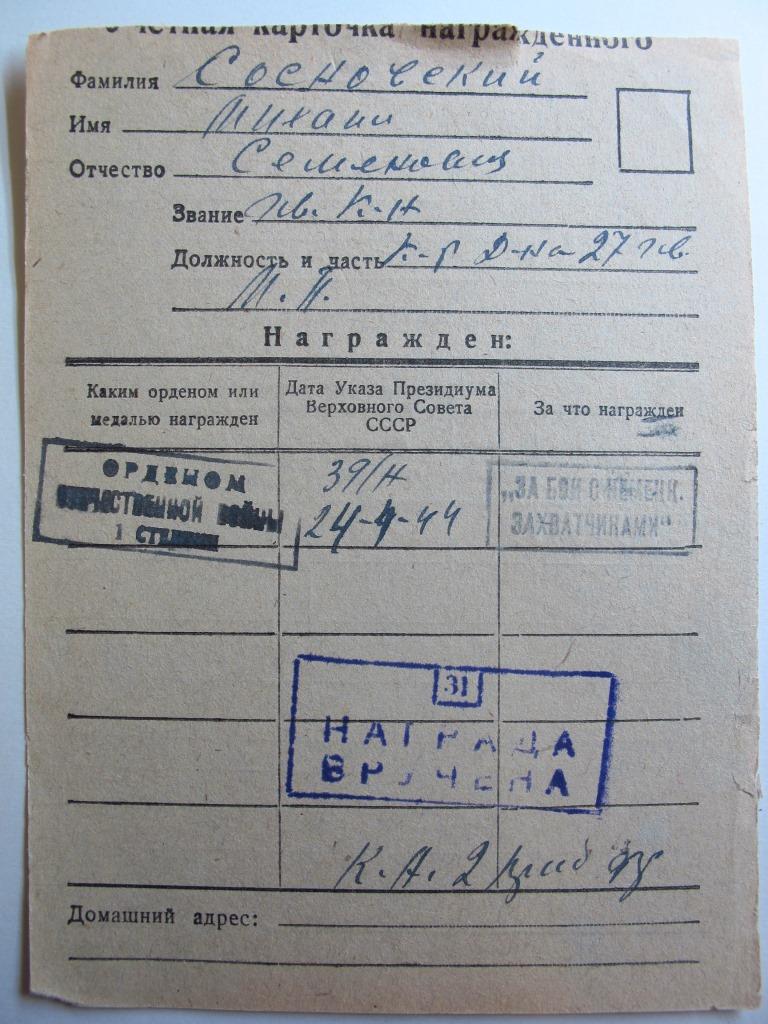 Учетная карточка награжденного
Фамилия Сосновский
Имя Михаил
Отчество Семенович
Звание гв. К-н
Должность и часть К-р д-на 27 гв.
М. П.
Награжден:
Каким орденом или медалью награжден
Дата Указа Президиума Верховного Совета СССР
За что награжден
ОРДЕНОМ
ОТЕЧЕСТВЕННОЙ ВОЙНЫ
1 СТЕПЕНИ
39/н
24-4-44
„ЗА БОИ С НЕМЕЦК.
ЗАХВАТЧИКАМИ"
31
НАГРАДА
ВРУЧЕНА
К. А. 2
Домашний адрес: